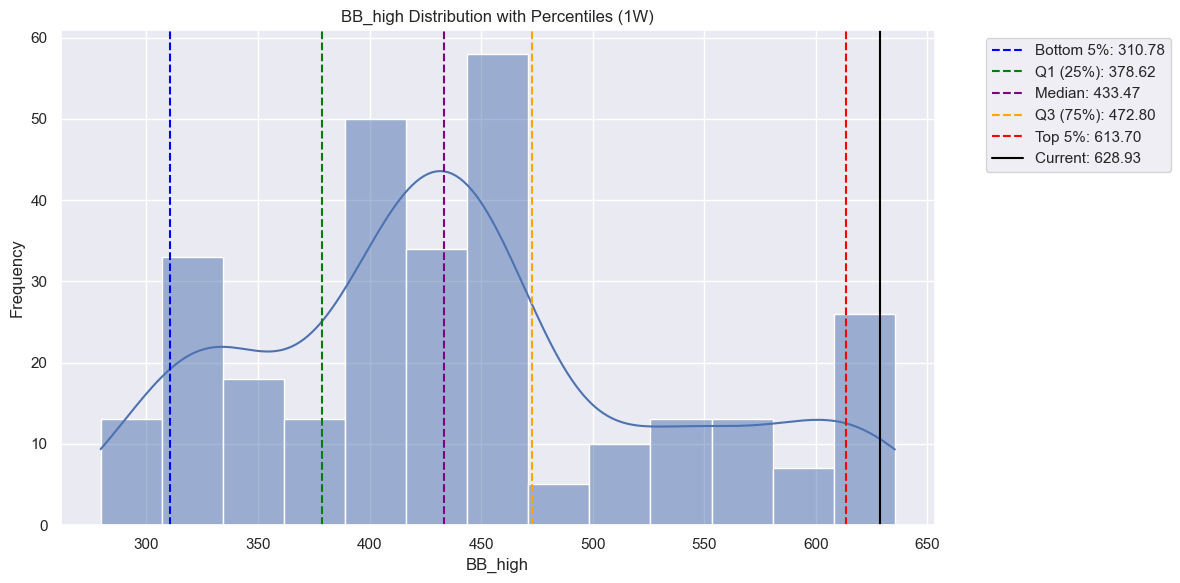 BB_high Distribution with Percentiles (1W)
Frequency
60
50
40
30
20
10
0
300
350
400
450
500
550
600
650
BB_high
Bottom 5%: 310.78
Q1 (25%): 378.62
Median: 433.47
Q3 (75%): 472.80
Top 5%: 613.70
Current: 628.93